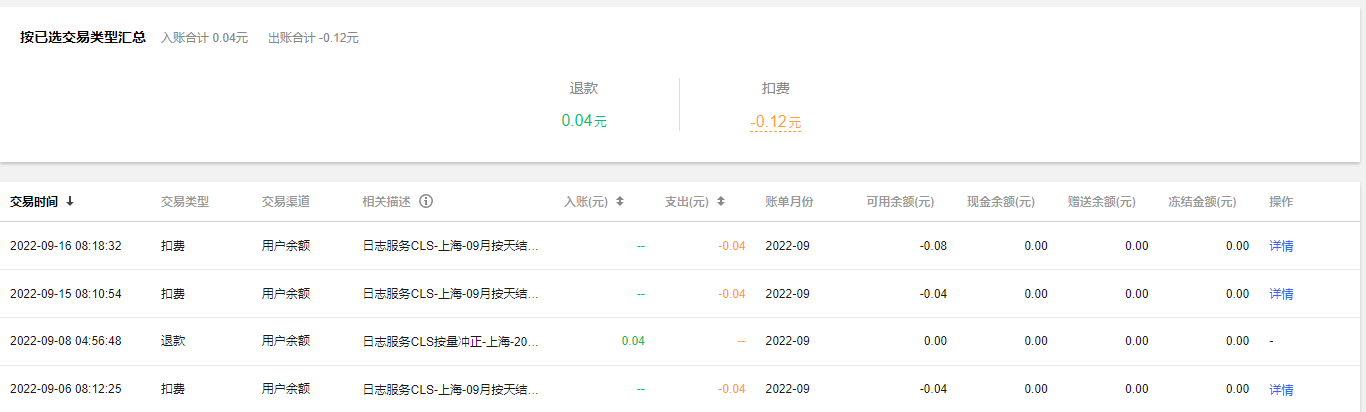 按已选交易类型汇总 入账合计 0.04元 出账合计 -0.12元
退款 扣费
0.04元 -0.12元
交易时间 交易类型 交易渠道 相关描述 入账(元) 支出(元) 账单月份 可用余额(元) 现金余额(元) 赠送余额(元) 冻结金额(元) 操作
2022-09-16 08:18:32 扣费 用户余额 日志服务CLS-上海-09月按天结... -- -0.04 2022-09 -0.08 0.00 0.00 0.00 详情
2022-09-15 08:10:54 扣费 用户余额 日志服务CLS-上海-09月按天结... -- -0.04 2022-09 -0.04 0.00 0.00 0.00 详情
2022-09-08 04:56:48 退款 用户余额 日志服务CLS按量冲正-上海-20... 0.04 -- 2022-09 0.00 0.00 0.00 0.00 -
2022-09-06 08:12:25 扣费 用户余额 日志服务CLS-上海-09月按天结... -- -0.04 2022-09 -0.04 0.00 0.00 0.00 详情